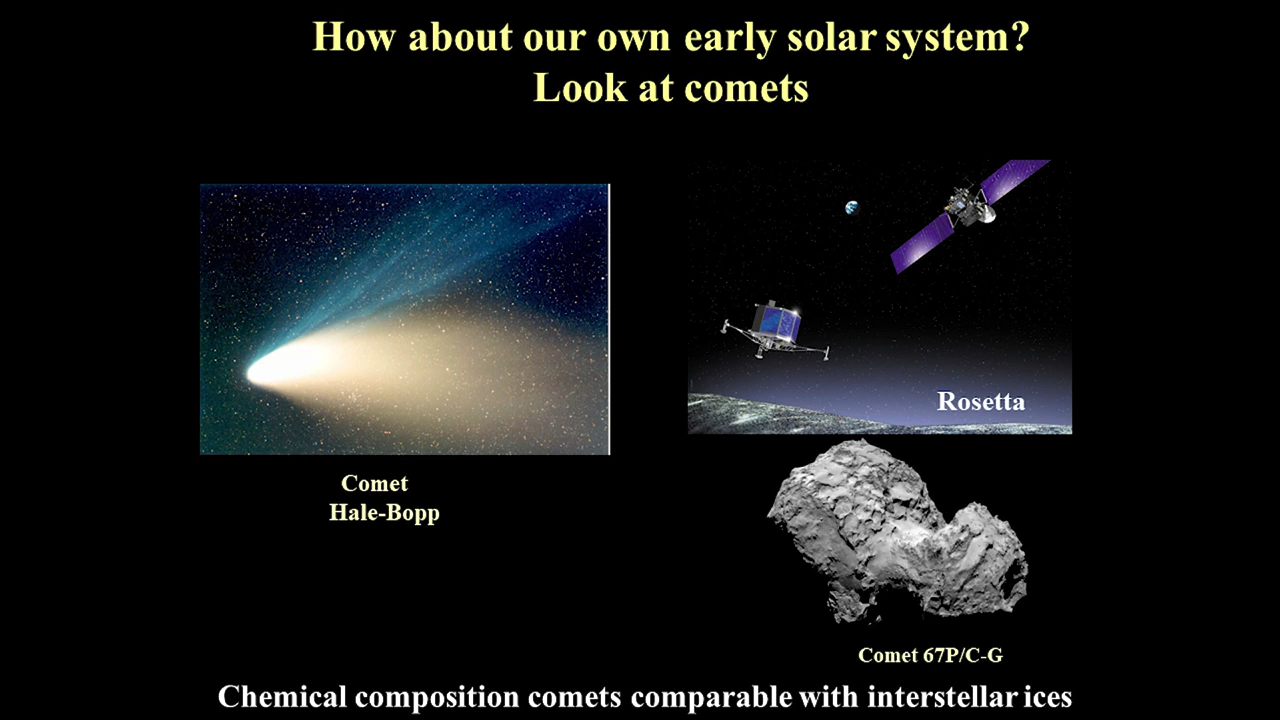 How about our own early solar system?
Look at comets
Rosetta
Comet
Hale-Bopp
Comet 67P/C-G
Chemical composition comets comparable with interstellar ices